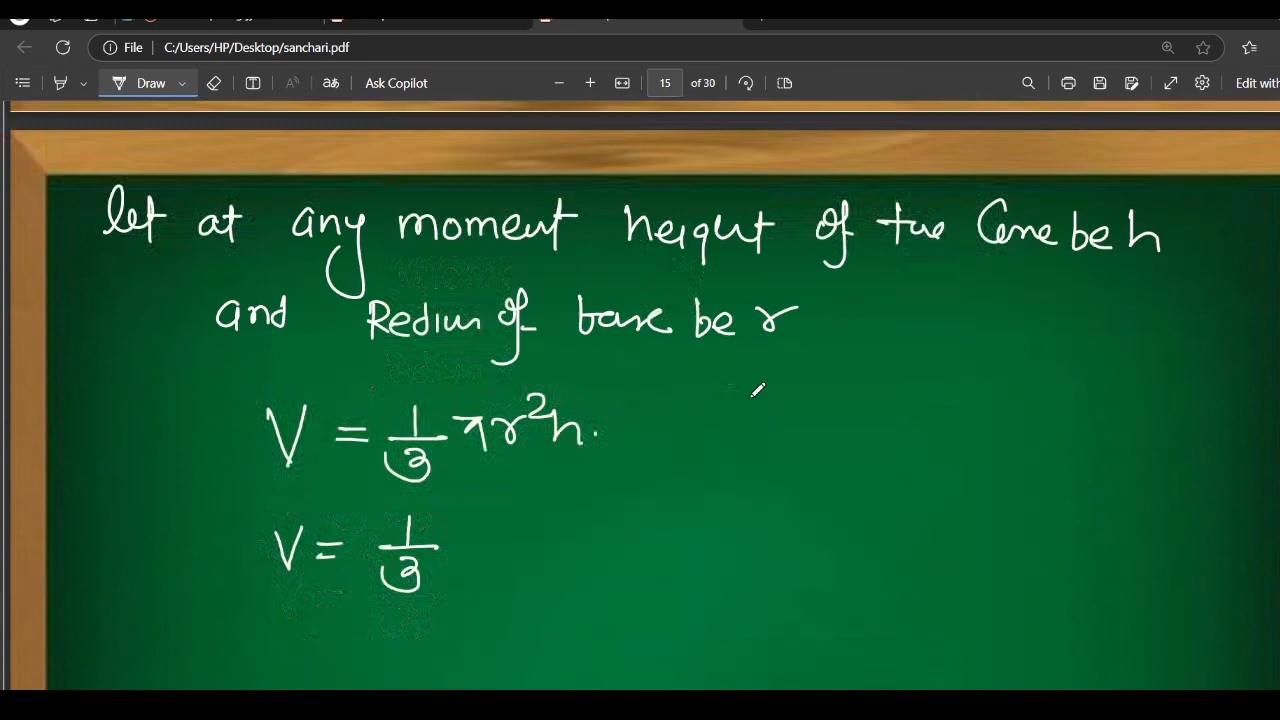 File | C:/Users/HP/Desktop/sanchari.pdf
Draw Ask Copilot 15 of 30 Edit with
let at any moment height of the Cone be h
and Redius of base be r
V = 1/3 πr²h.
V = 1/3